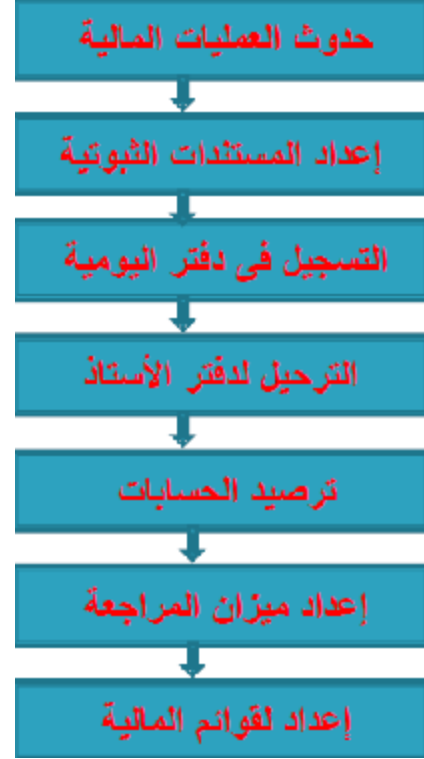 حدوث العمليات المالية
إعداد المستندات الثبوتية
التسجيل فى دفتر اليومية
الترحيل لدفتر الأستاذ
ترصيد الحسابات
إعداد ميزان المراجعة
إعداد لقوائم المالية